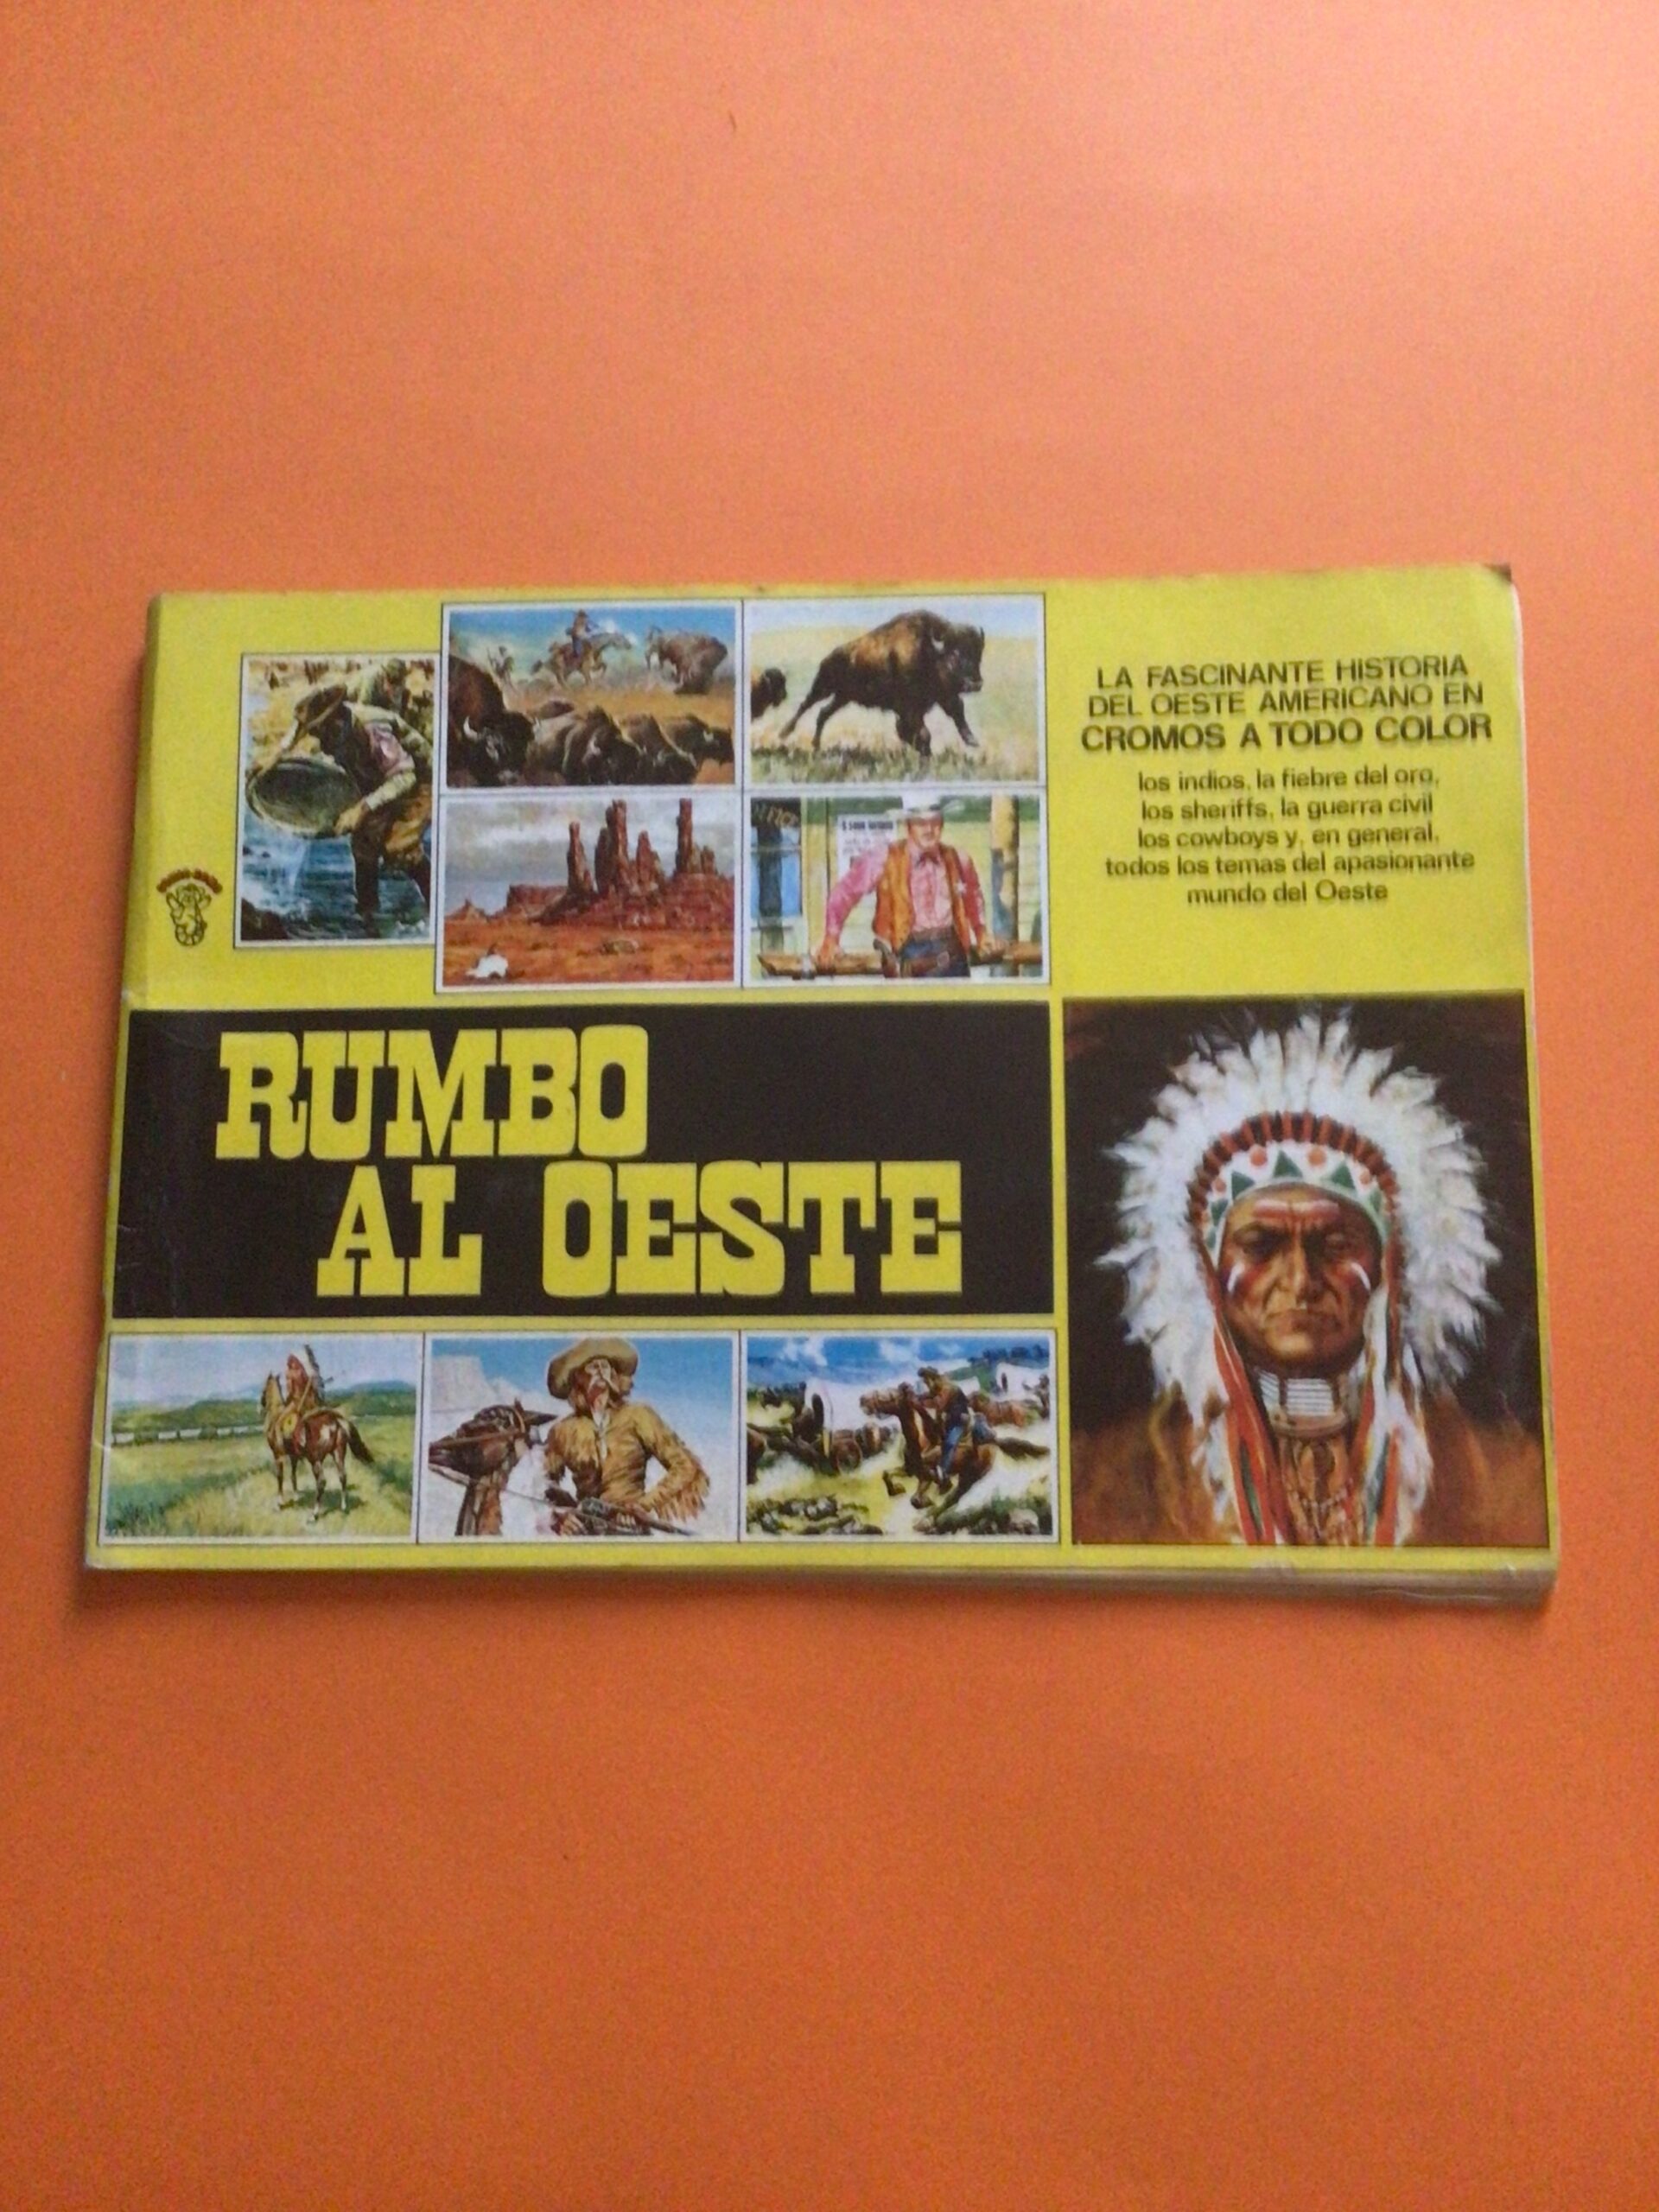 LA FASCINANTE HISTORIA
DEL OESTE AMERICANO EN
CROMOS A TODO COLOR
los indios, la fiebre del oro,
los sheriffs, la guerra civil
los cowboys y, en general,
todos los temas del apasionante
mundo del Oeste
RUMBO
AL OESTE